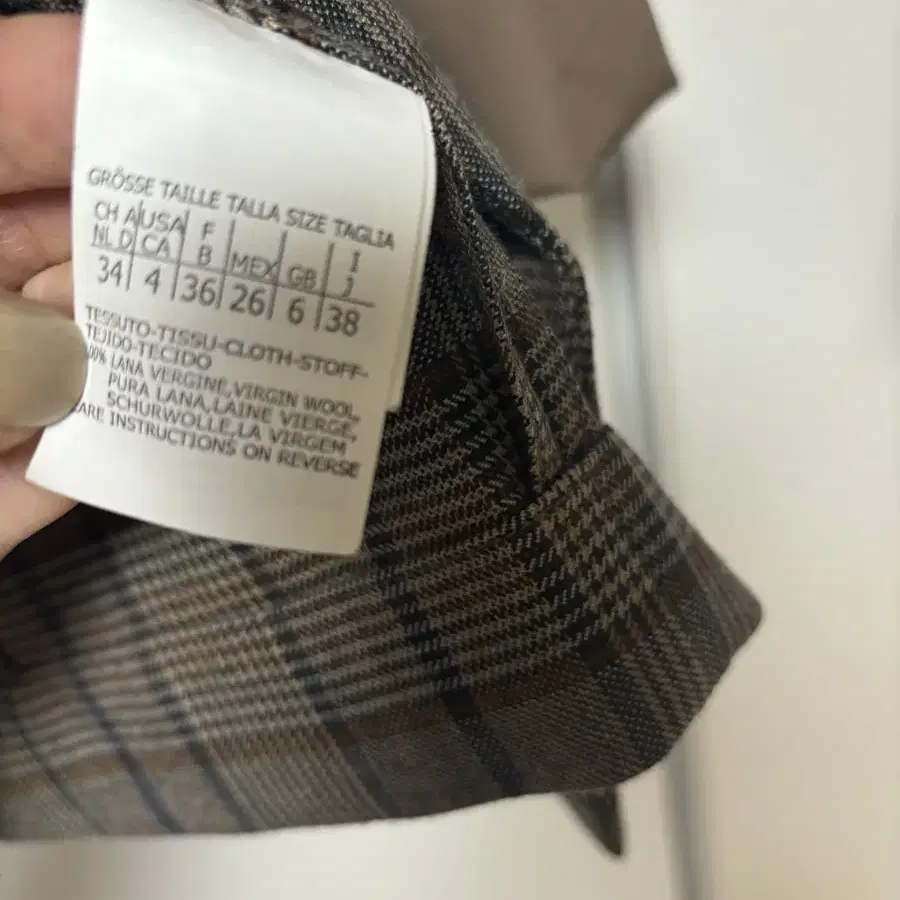 GRÖSSE TAILLE TALLA SIZE TAGLIA
CH A USA F I
NL D CA B MEX GB J
34 4 36 26 6 38
TESSUTO-TISSU-CLOTH-STOFF-
TEJIDO-TECIDO
00% LANA VERGINE,VIRGIN WOOL,
PURA LANA,LAINE VIERGE,
SCHURWOLLE,LA VIRGEM
ARE INSTRUCTIONS ON REVERSE